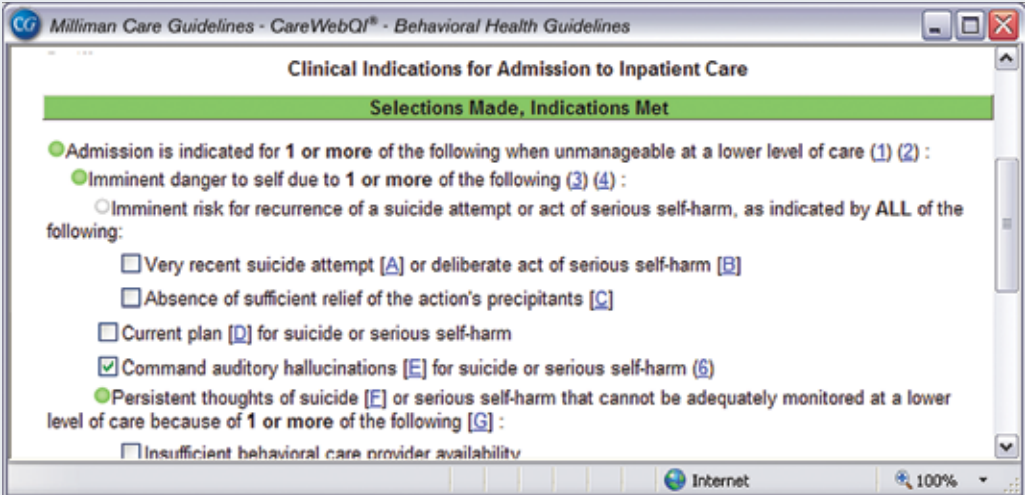 CG Milliman Care Guidelines - CareWebQI® - Behavioral Health Guidelines
Clinical Indications for Admission to Inpatient Care
Selections Made, Indications Met
Admission is indicated for 1 or more of the following when unmanageable at a lower level of care (1) (2) :
Imminent danger to self due to 1 or more of the following (3) (4) :
Imminent risk for recurrence of a suicide attempt or act of serious self-harm, as indicated by ALL of the
following:
Very recent suicide attempt [A] or deliberate act of serious self-harm [B]
Absence of sufficient relief of the action's precipitants [C]
Current plan [D] for suicide or serious self-harm
Command auditory hallucinations [E] for suicide or serious self-harm (6)
Persistent thoughts of suicide [F] or serious self-harm that cannot be adequately monitored at a lower
level of care because of 1 or more of the following [G] :
Insufficient behavioral care provider availability
Internet 100%